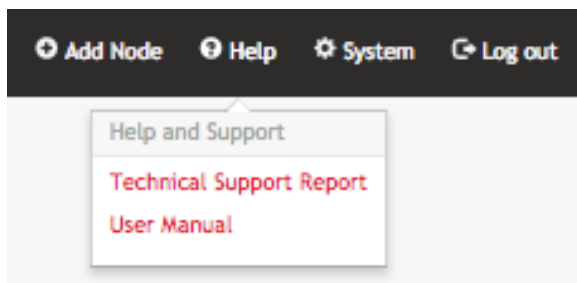 Add Node Help System Log out
Help and Support
Technical Support Report
User Manual